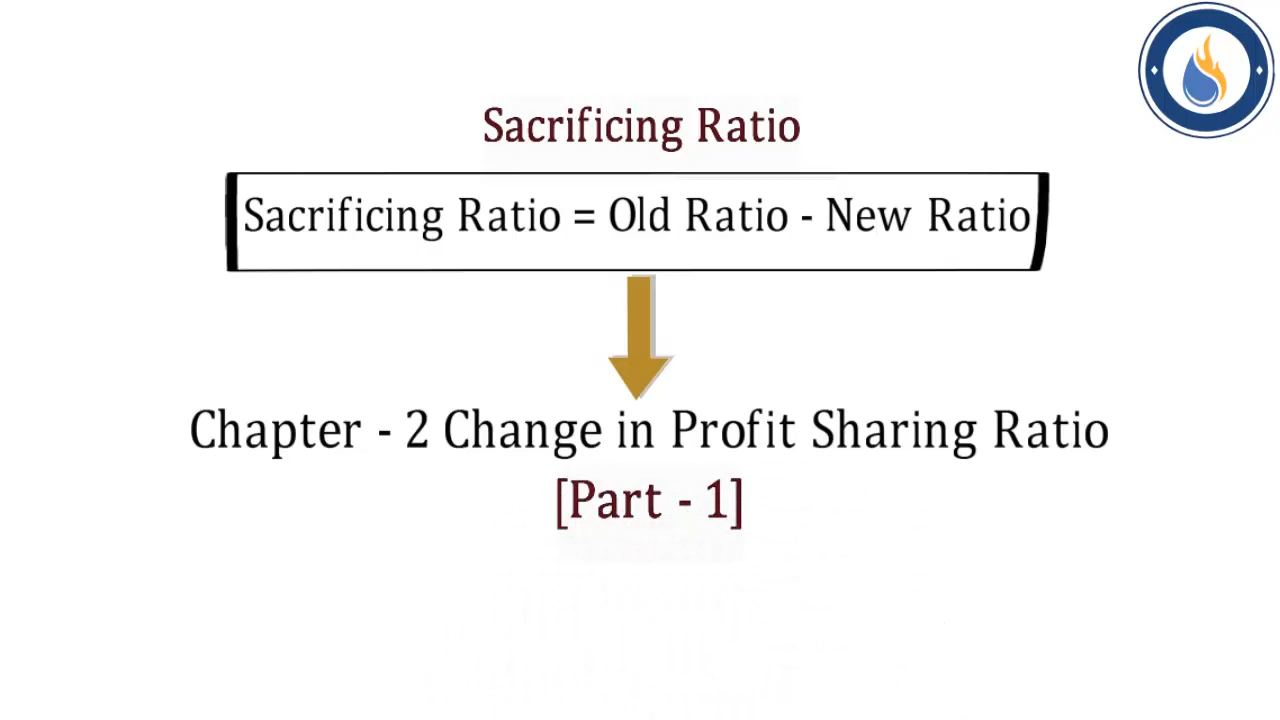 Sacrificing Ratio
Sacrificing Ratio = Old Ratio - New Ratio
Chapter - 2 Change in Profit Sharing Ratio
[Part - 1]